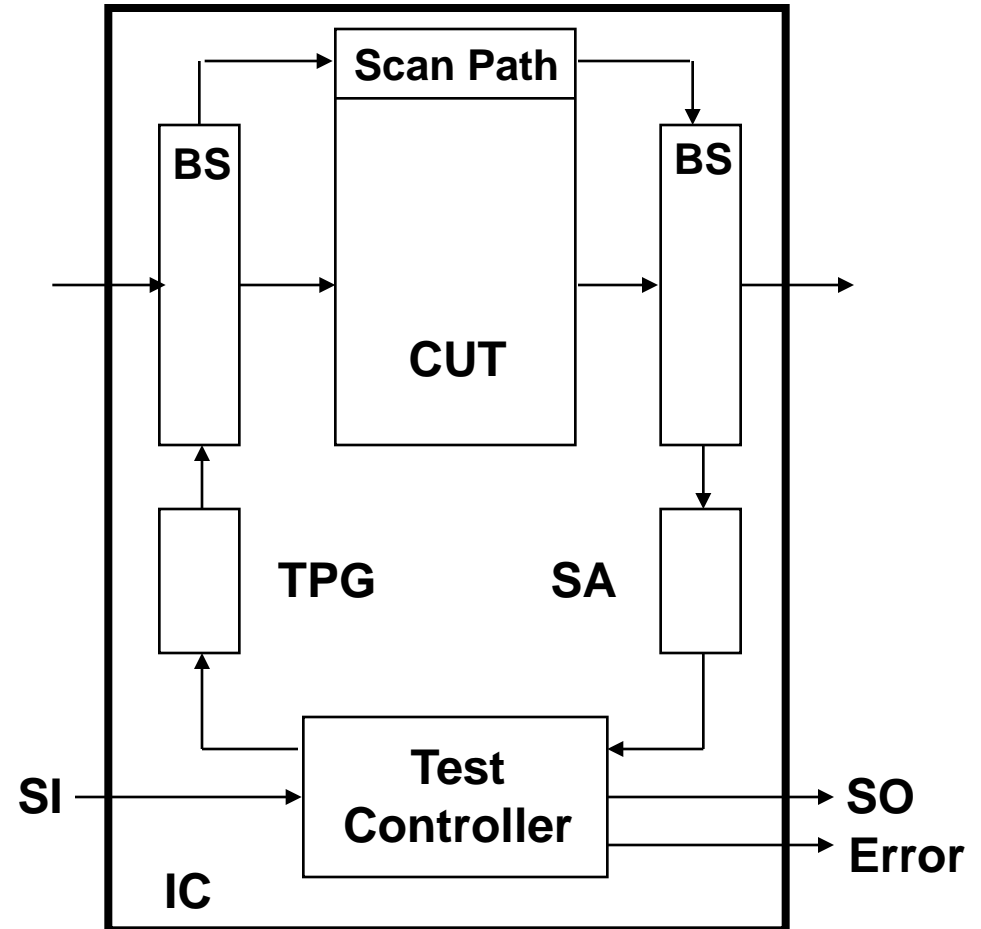 Scan Path
BS
BS
CUT
TPG
SA
Test
Controller
SI
SO
Error
IC